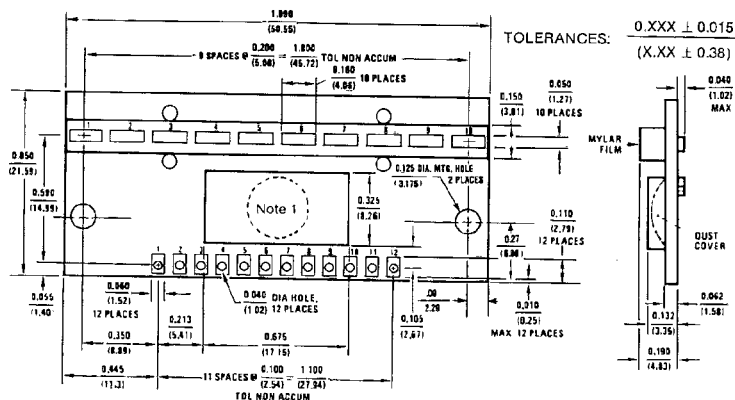 1.990
(50.55)
TOLERANCES: 0.XXX ± 0.015
(X.XX ± 0.38)
9 SPACES @ 0.200 = 1.800 TOL NON ACCUM
(5.08) (45.72)
0.160 10 PLACES
(4.06)
0.150
(3.81)
0.050
(1.27)
10 PLACES
0.040
(1.02)
MAX
1 2 3 4 5 6 7 8 9 10
MYLAR
FILM
0.850
(21.59)
0.590
(14.99)
0.125 DIA. MTG. HOLE
(3.175) 2 PLACES
Note 1
0.325
(8.26)
0.110
(2.79)
12 PLACES
0.27
(6.86)
DUST
COVER
1 2 3 4 5 6 7 8 9 10 11 12
0.055
(1.40)
0.060
(1.52)
12 PLACES
0.040 DIA HOLE,
(1.02) 12 PLACES
.09
2.29
0.010
(0.25)
MAX 12 PLACES
0.062
(1.58)
0.213
(5.41)
0.105
(2.67)
0.132
(3.35)
0.350
(8.89)
0.675
(17.15)
0.190
(4.83)
0.445
(11.3)
11 SPACES @ 0.100 = 1.100
(2.54) (27.94)
TOL NON ACCUM